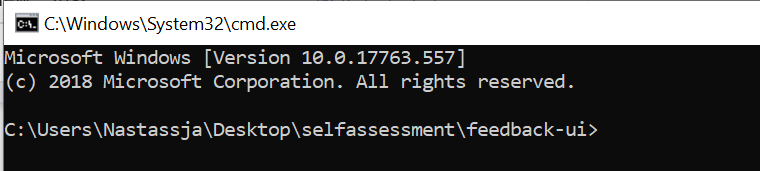 C:\Windows\System32\cmd.exe
Microsoft Windows [Version 10.0.17763.557]
(c) 2018 Microsoft Corporation. All rights reserved.
C:\Users\Nastassja\Desktop\selfassessment\feedback-ui>